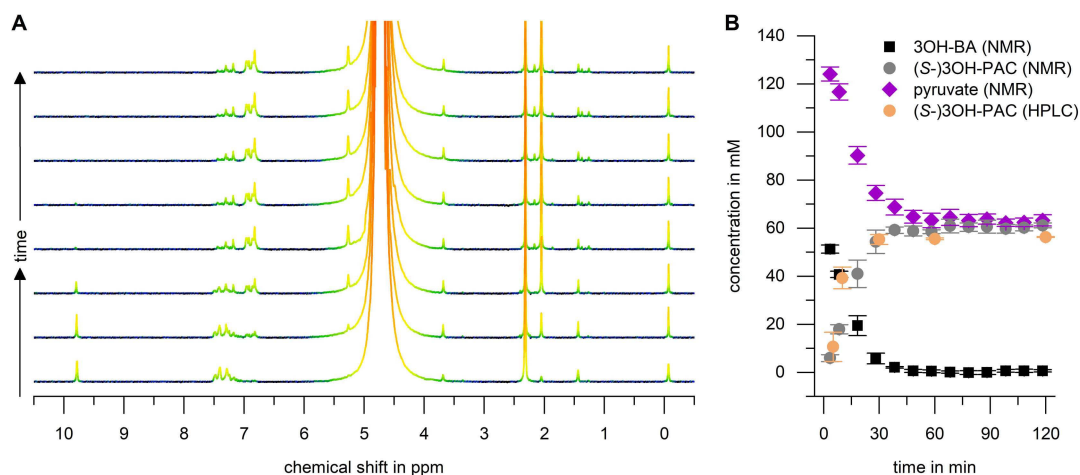 A
time
10 9 8 7 6 5 4 3 2 1 0
chemical shift in ppm
B
140
120
100
80
60
40
20
0
concentration in mM
3OH-BA (NMR)
(S-)3OH-PAC (NMR)
pyruvate (NMR)
(S-)3OH-PAC (HPLC)
0 30 60 90 120
time in min